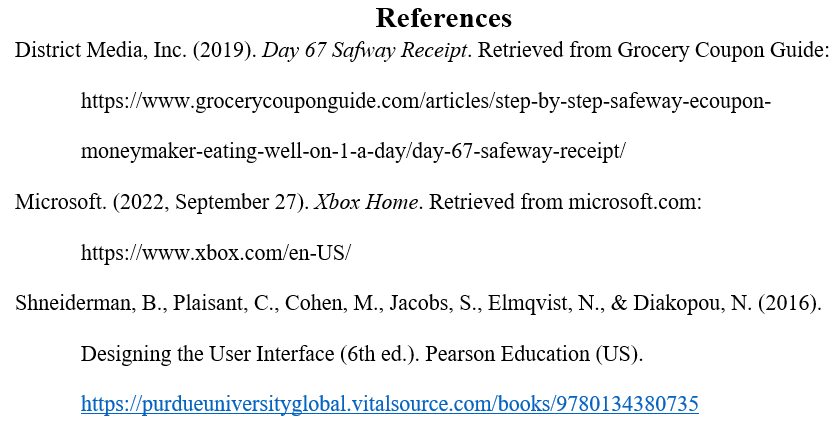 References
District Media, Inc. (2019). Day 67 Safway Receipt. Retrieved from Grocery Coupon Guide:
https://www.grocerycouponguide.com/articles/step-by-step-safeway-ecoupon-
moneymaker-eating-well-on-1-a-day/day-67-safeway-receipt/
Microsoft. (2022, September 27). Xbox Home. Retrieved from microsoft.com:
https://www.xbox.com/en-US/
Shneiderman, B., Plaisant, C., Cohen, M., Jacobs, S., Elmqvist, N., & Diakopou, N. (2016).
Designing the User Interface (6th ed.). Pearson Education (US).
https://purdueuniversityglobal.vitalsource.com/books/9780134380735